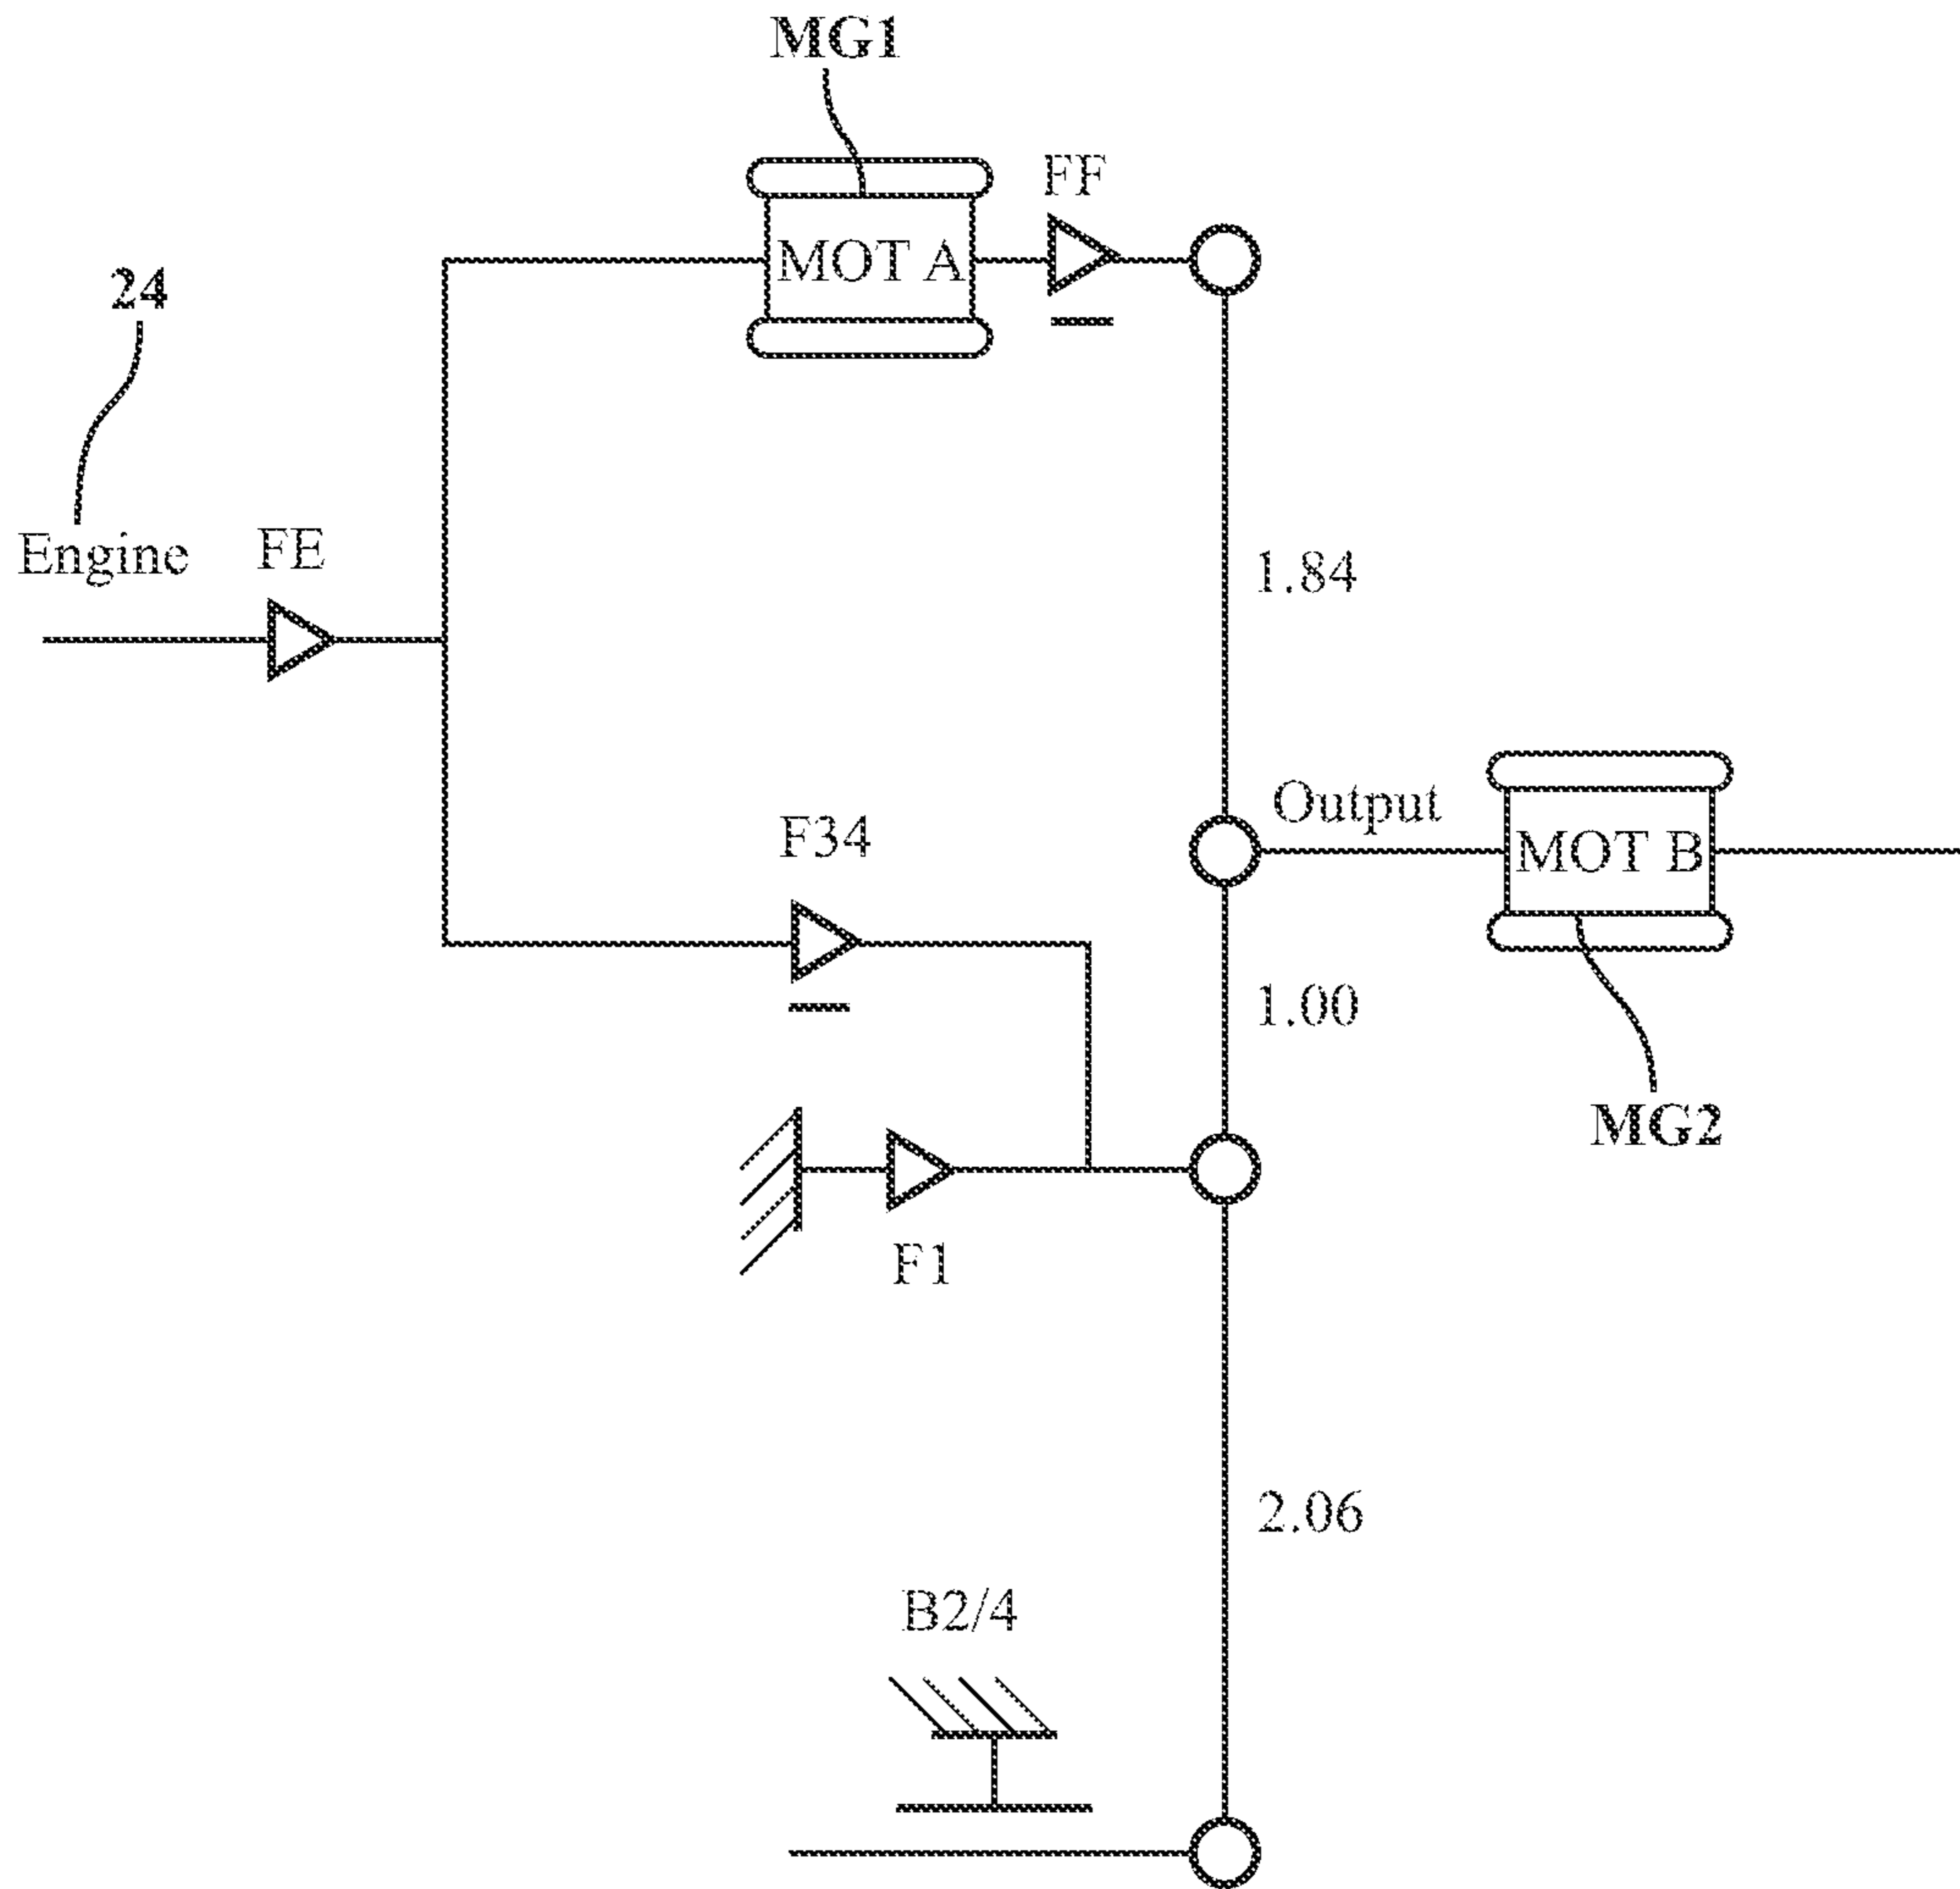 MG1
FF
MOT A
24
Engine
FE
1.84
Output
F34
MOT B
1.00
MG2
F1
2.06
B2/4